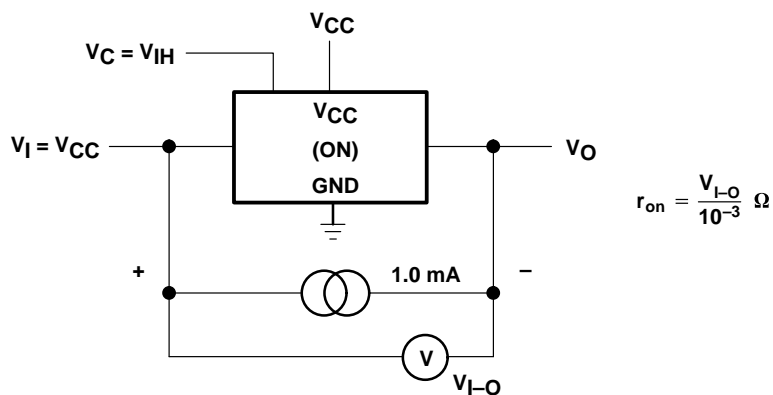 VCC
VC = VIH
VI = VCC
VCC
(ON)
GND
VO
ron = VI–O / 10–3 Ω
+
1.0 mA
–
V
VI–O